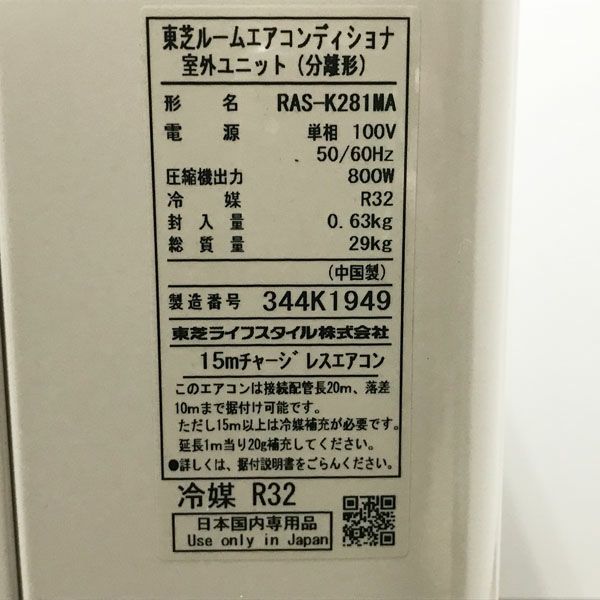 東芝ルームエアコンディショナ
室外ユニット（分離形）
形名 RAS-K281MA
電源 単相 100V
50/60Hz
圧縮機出力 800W
冷媒 R32
封入量 0.63kg
総質量 29kg
（中国製）
製造番号 344K1949
東芝ライフスタイル株式会社
15mチャージレスエアコン
このエアコンは接続配管長20m、落差
10mまで据付け可能です。
ただし15m以上は冷媒補充が必要です。
延長1m当り20g補充してください。
●詳しくは、据付説明書をごらんください。
冷媒 R32
日本国内専用品
Use only in Japan